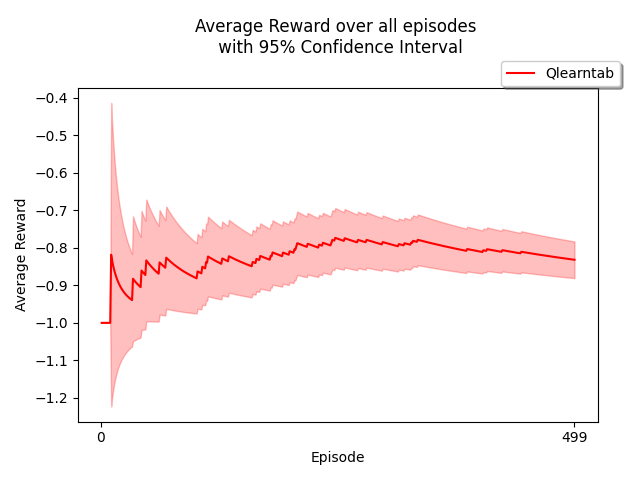 Average Reward over all episodes
with 95% Confidence Interval
Qlearntab
−0.4
−0.5
−0.6
−0.7
−0.8
−0.9
−1.0
−1.1
−1.2
Average Reward
0
499
Episode